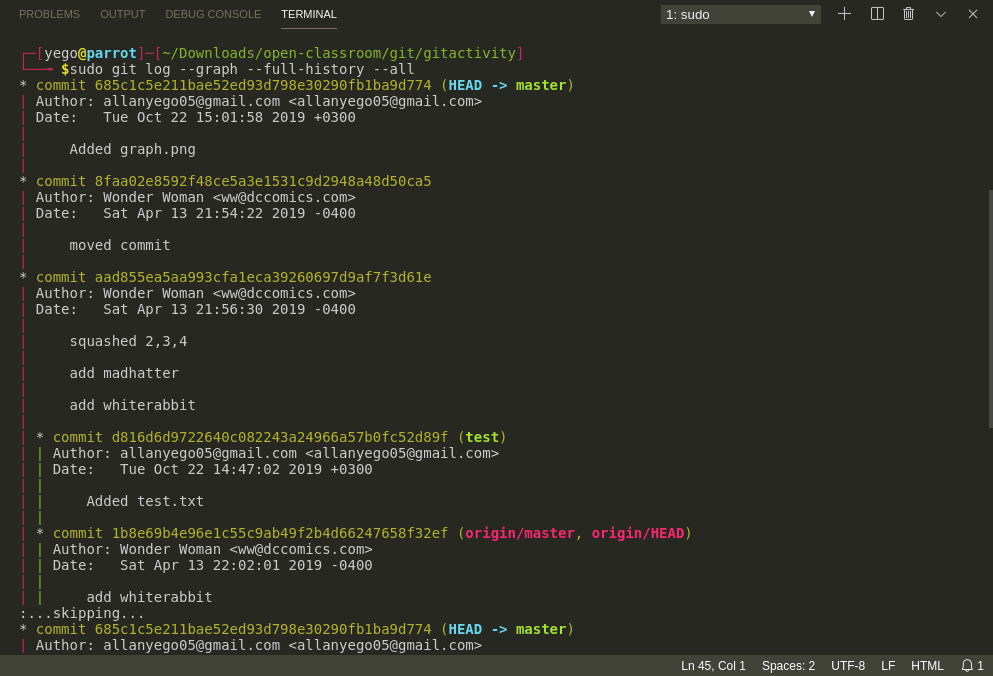 PROBLEMS OUTPUT DEBUG CONSOLE TERMINAL 1: sudo
┌─[yego@parrot]─[~/Downloads/open-classroom/git/gitactivity]
└──╼ $sudo git log --graph --full-history --all
* commit 685c1c5e211bae52ed93d798e30290fb1ba9d774 (HEAD -> master)
| Author: allanyego05@gmail.com <allanyego05@gmail.com>
| Date:   Tue Oct 22 15:01:58 2019 +0300
|
|     Added graph.png
|
* commit 8faa02e8592f48ce5a3e1531c9d2948a48d50ca5
| Author: Wonder Woman <ww@dccomics.com>
| Date:   Sat Apr 13 21:54:22 2019 -0400
|
|     moved commit
|
* commit aad855ea5aa993cfa1eca39260697d9af7f3d61e
| Author: Wonder Woman <ww@dccomics.com>
| Date:   Sat Apr 13 21:56:30 2019 -0400
|
|     squashed 2,3,4
|
|     add madhatter
|
|     add whiterabbit
|
| * commit d816d6d9722640c082243a24966a57b0fc52d89f (test)
| | Author: allanyego05@gmail.com <allanyego05@gmail.com>
| | Date:   Tue Oct 22 14:47:02 2019 +0300
| |
| |     Added test.txt
| |
| * commit 1b8e69b4e96e1c55c9ab49f2b4d66247658f32ef (origin/master, origin/HEAD)
| | Author: Wonder Woman <ww@dccomics.com>
| | Date:   Sat Apr 13 22:02:01 2019 -0400
| |
| |     add whiterabbit
:...skipping...
* commit 685c1c5e211bae52ed93d798e30290fb1ba9d774 (HEAD -> master)
| Author: allanyego05@gmail.com <allanyego05@gmail.com>
Ln 45, Col 1 Spaces: 2 UTF-8 LF HTML 1